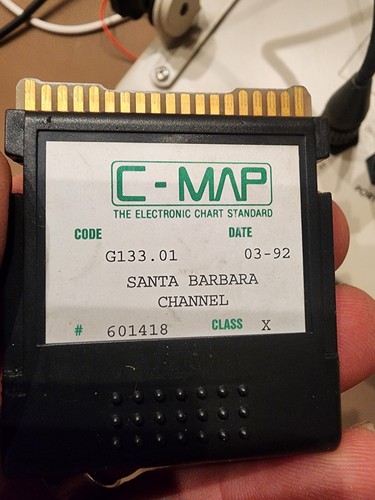 C-MAP
THE ELECTRONIC CHART STANDARD
CODE DATE
G133.01 03-92
SANTA BARBARA
CHANNEL
# 601418 CLASS X